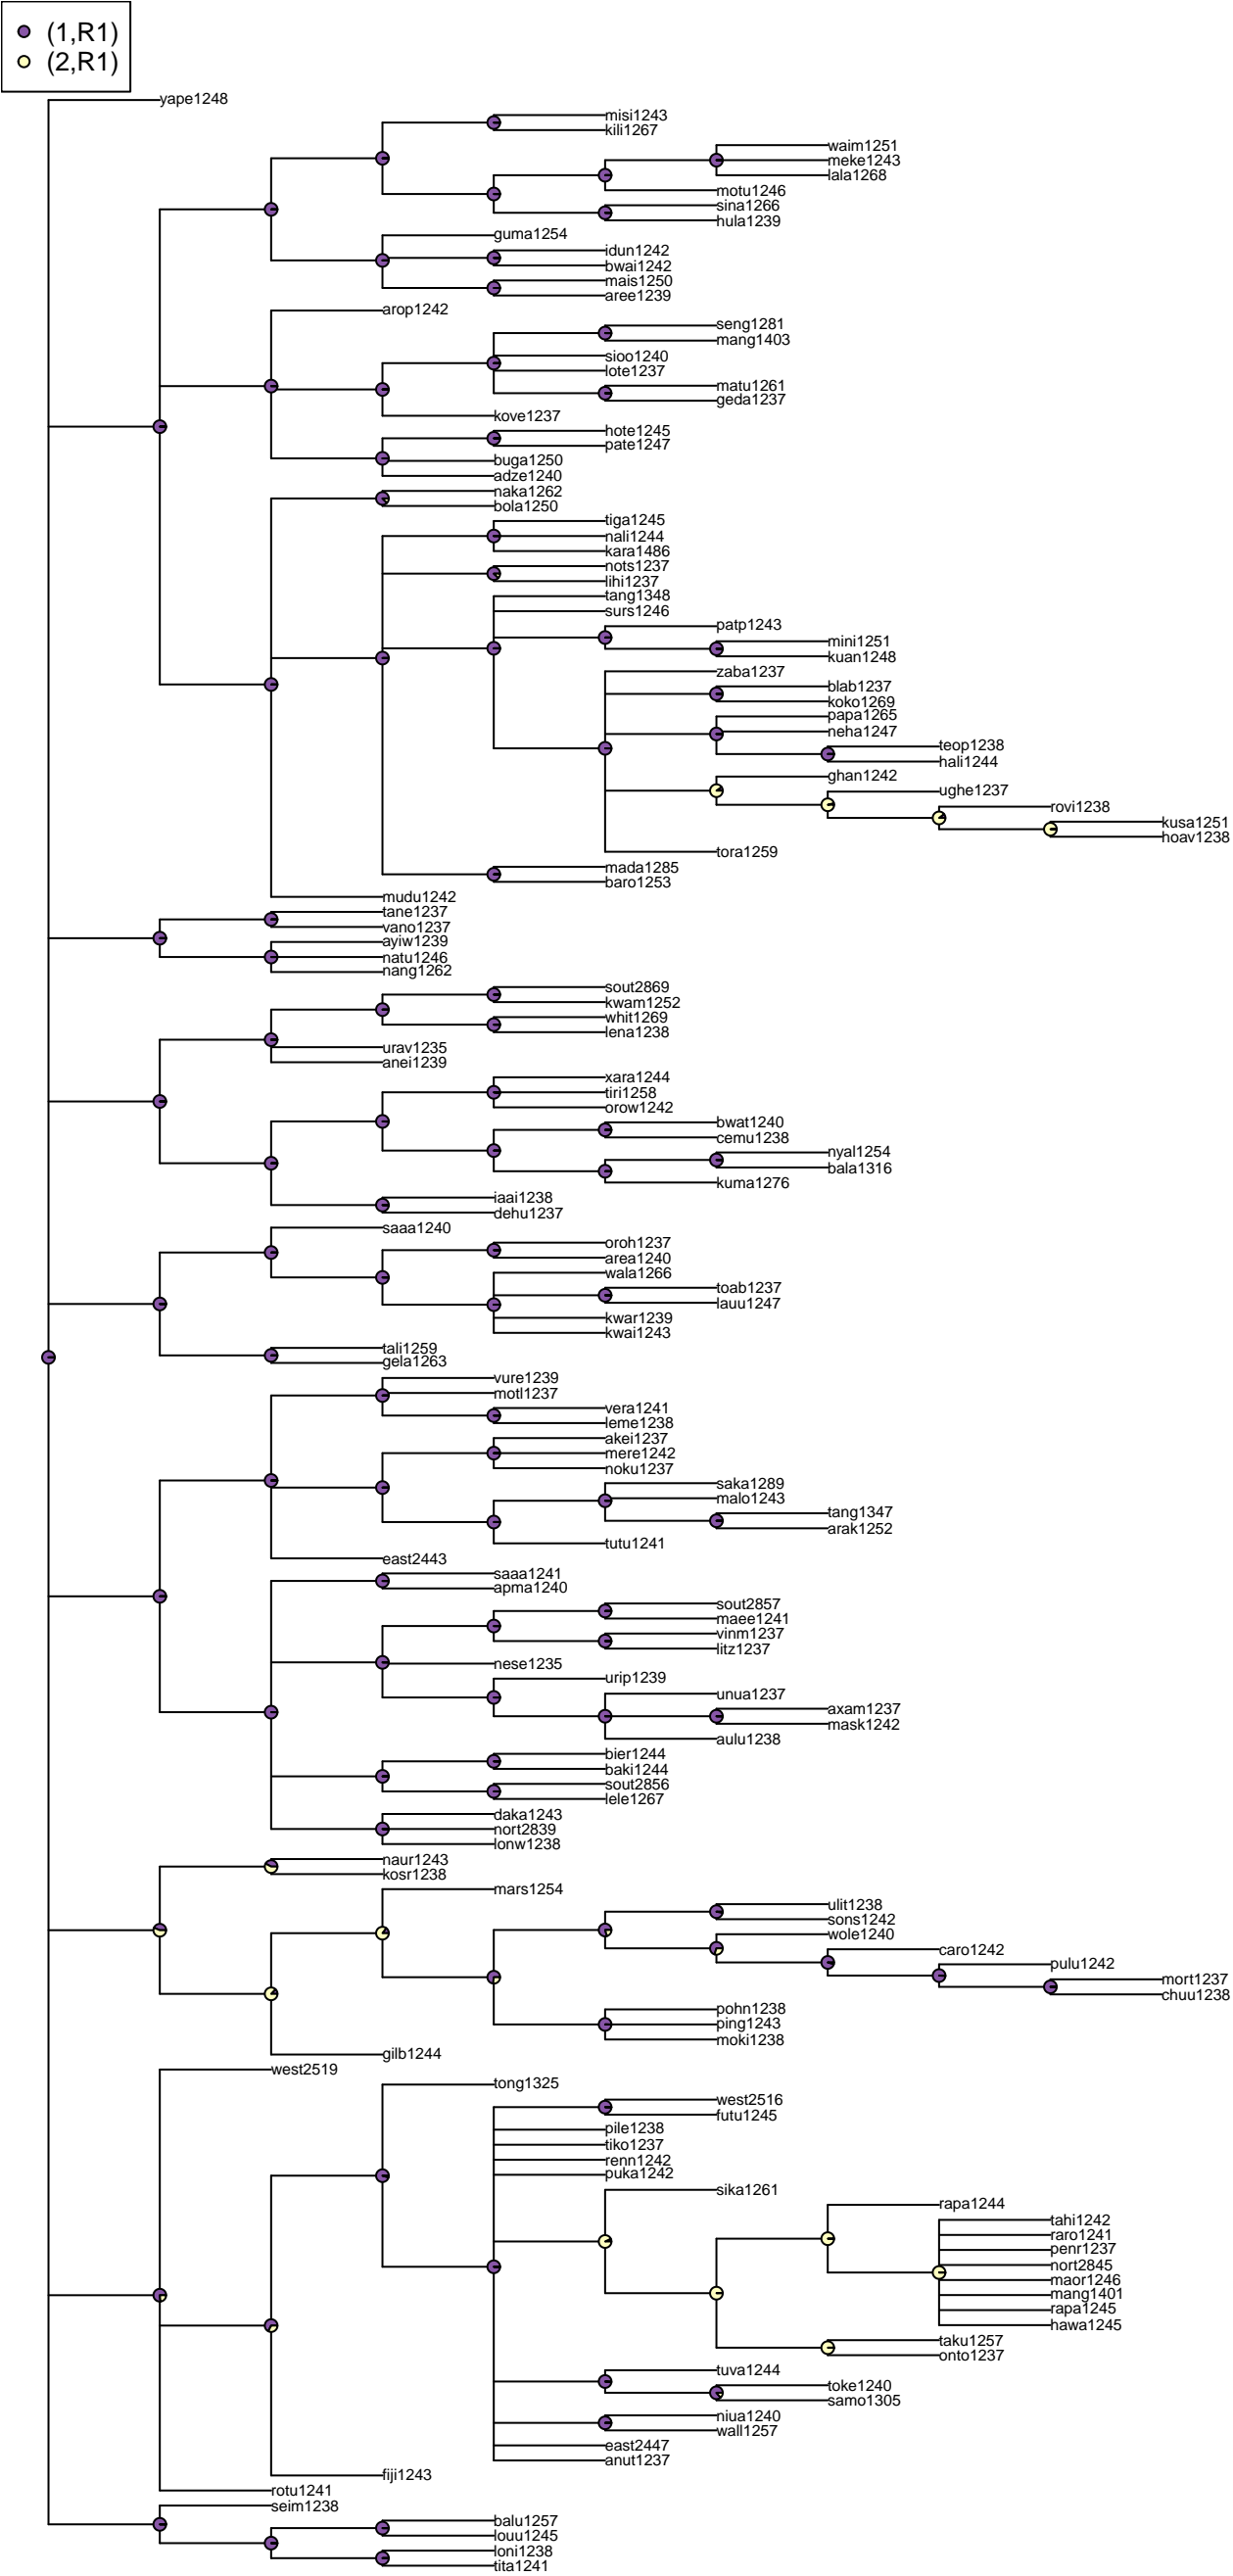 (1,R1)
(2,R1)
yape1248
misi1243
kili1267
waim1251
meke1243
lala1268
motu1246
sina1266
hula1239
guma1254
idun1242
bwai1242
mais1250
aree1239
arop1242
seng1281
mang1403
sioo1240
lote1237
matu1261
geda1237
kove1237
hote1245
pate1247
buga1250
adze1240
naka1262
bola1250
tiga1245
nali1244
kara1486
nots1237
lihi1237
tang1348
surs1246
patp1243
mini1251
kuan1248
zaba1237
blab1237
koko1269
papa1265
neha1247
teop1238
hali1244
ghan1242
ughe1237
rovi1238
kusa1251
hoav1238
tora1259
mada1285
baro1253
mudu1242
tane1237
vano1237
ayiw1239
natu1246
nang1262
sout2869
kwam1252
whit1269
lena1238
urav1235
anei1239
xara1244
tiri1258
orow1242
bwat1240
cemu1238
nyal1254
bala1316
kuma1276
iaai1238
dehu1237
saaa1240
oroh1237
area1240
wala1266
toab1237
lauu1247
kwar1239
kwai1243
tali1259
gela1263
vure1239
motl1237
vera1241
leme1238
akei1237
mere1242
noku1237
saka1289
malo1243
tang1347
arak1252
tutu1241
east2443
saaa1241
apma1240
sout2857
maee1241
vinm1237
litz1237
nese1235
urip1239
unua1237
axam1237
mask1242
aulu1238
bier1244
baki1244
sout2856
lele1267
daka1243
nort2839
lonw1238
naur1243
kosr1238
mars1254
ulit1238
sons1242
wole1240
caro1242
pulu1242
mort1237
chuu1238
pohn1238
ping1243
moki1238
gilb1244
west2519
tong1325
west2516
futu1245
pile1238
tiko1237
renn1242
puka1242
sika1261
rapa1244
tahi1242
raro1241
penr1237
nort2845
maor1246
mang1401
rapa1245
hawa1245
taku1257
onto1237
tuva1244
toke1240
samo1305
niua1240
wall1257
east2447
anut1237
fiji1243
rotu1241
seim1238
balu1257
louu1245
loni1238
tita1241